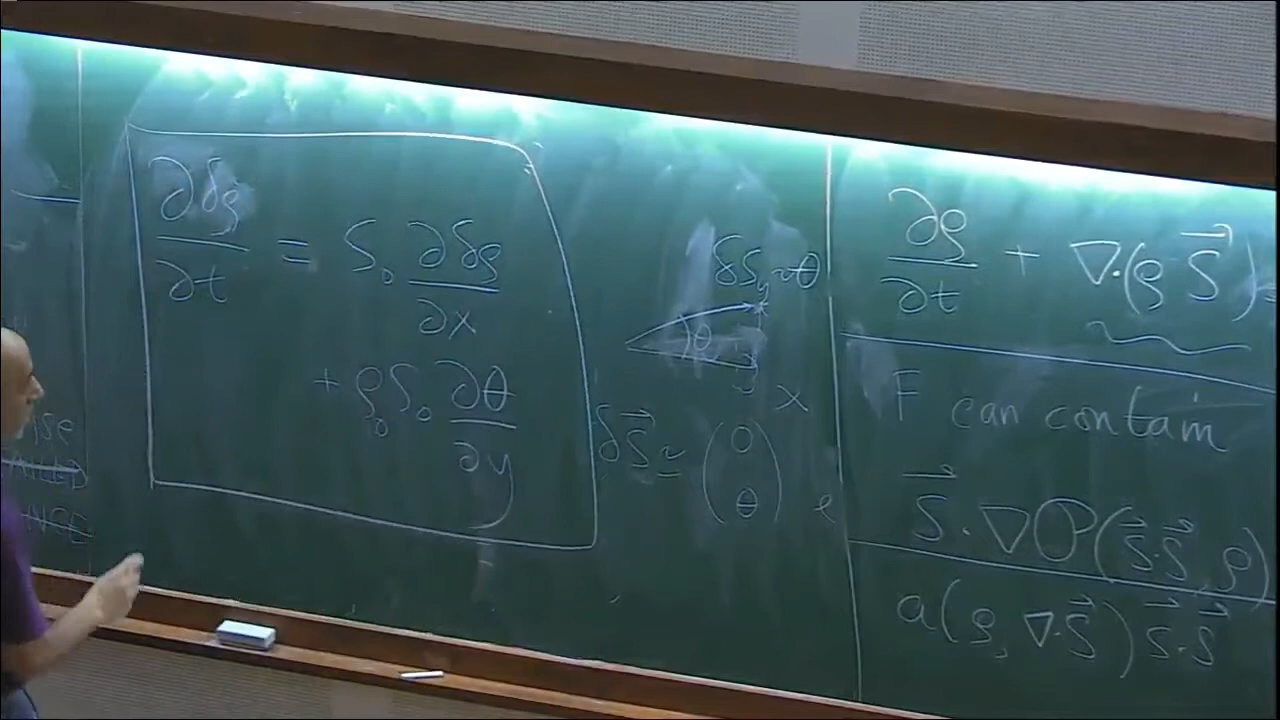 ∂δρ/∂t = S₀ ∂δρ/∂x
+ ρ₀S₀ ∂θ/∂y
δS_y ~ θ
θ
x
δS⃗ ≃ (0 θ)
∂ρ/∂t + ∇·(ρ S⃗) =
F can contain
S⃗ · ∇P(S⃗·S⃗, ρ)
a(ρ, ∇·S⃗) S⃗·S⃗